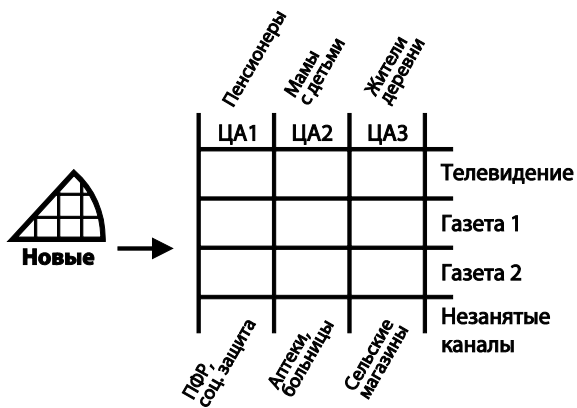 Пенсионеры
Мамы
с детьми
Жители
деревни
ЦА1 ЦА2 ЦА3
Телевидение
Газета 1
Новые
Газета 2
Незанятые
каналы
ПФР,
соц. защита
Аптеки,
больницы
Сельские
магазины